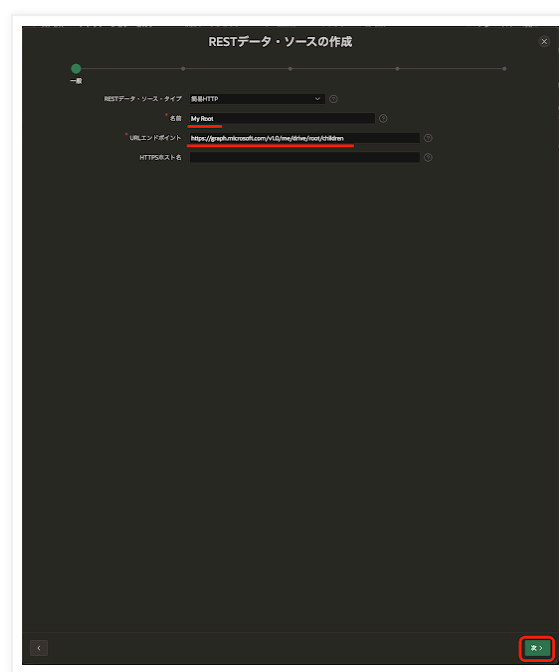 RESTデータ・ソースの作成
一般
RESTデータ・ソース・タイプ 簡易HTTP
* 名前 My Root
* URLエンドポイント https://graph.microsoft.com/v1.0/me/drive/root/children
HTTPSホスト名
次 >